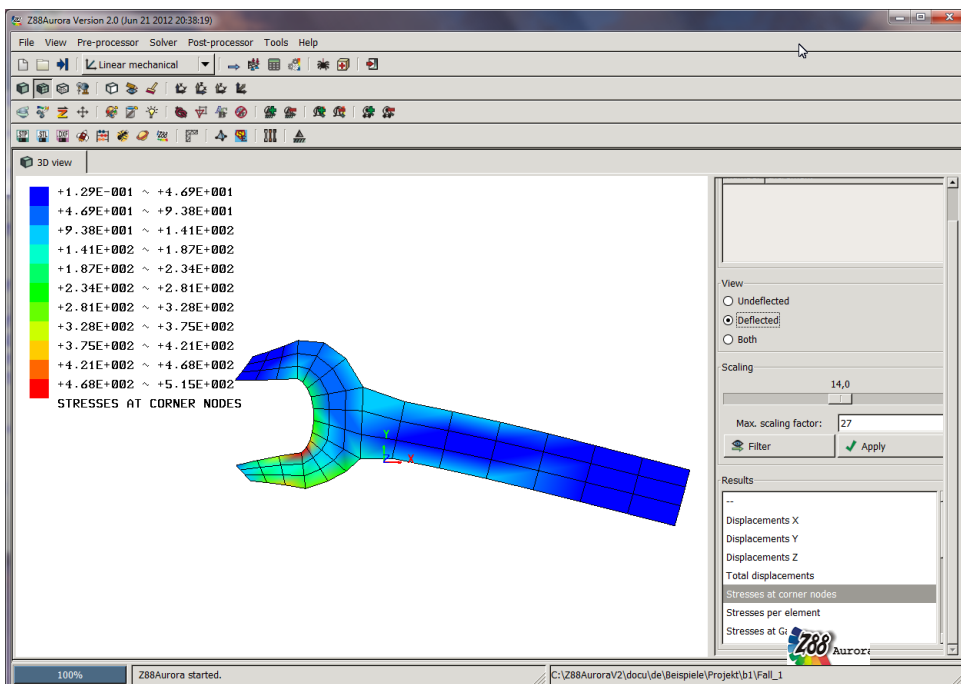 Z88Aurora Version 2.0 (Jun 21 2012 20:38:19)
File View Pre-processor Solver Post-processor Tools Help
Linear mechanical
3D view
+1.29E-001 ~ +4.69E+001
+4.69E+001 ~ +9.38E+001
+9.38E+001 ~ +1.41E+002
+1.41E+002 ~ +1.87E+002
+1.87E+002 ~ +2.34E+002
+2.34E+002 ~ +2.81E+002
+2.81E+002 ~ +3.28E+002
+3.28E+002 ~ +3.75E+002
+3.75E+002 ~ +4.21E+002
+4.21E+002 ~ +4.68E+002
+4.68E+002 ~ +5.15E+002
STRESSES AT CORNER NODES
Y
Z X
View
Undeflected
Deflected
Both
Scaling
14,0
Max. scaling factor: 27
Filter Apply
Results
--
Displacements X
Displacements Y
Displacements Z
Total displacements
Stresses at corner nodes
Stresses per element
Stresses at Ga
Z88 Aurora
100% Z88Aurora started. C:\Z88AuroraV2\docu\de\Beispiele\Projekt\b1\Fall_1